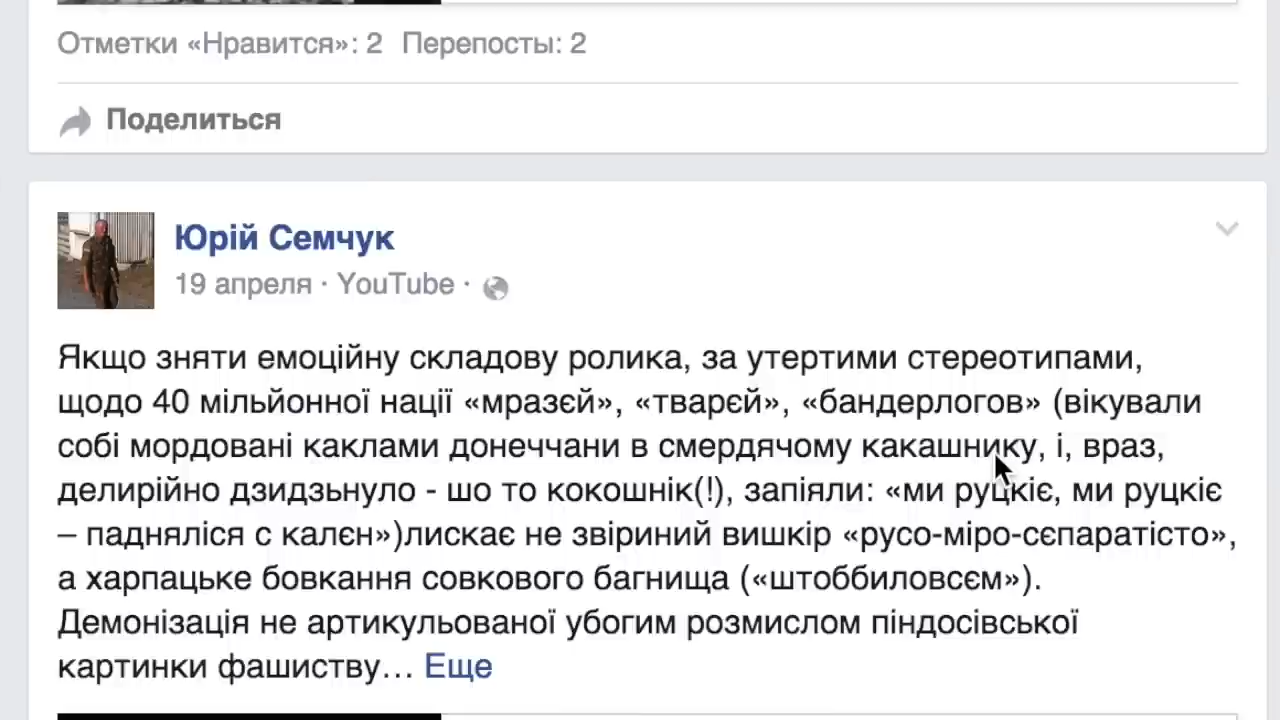 Отметки «Нравится»: 2 Перепосты: 2
Поделиться
Юрій Семчук
19 апреля · YouTube ·
Якщо зняти емоційну складову ролика, за утертими стереотипами,
щодо 40 мільйонної нації «мразєй», «тварєй», «бандерлогов» (вікували
собі мордовані каклами донеччани в смердячому какашнику, і, враз,
делирійно дзидзьнуло - шо то кокошнік(!), запіяли: «ми руцкіє, ми руцкіє
– падняліся с калєн»)лискає не звіриний вишкір «русо-міро-сєпаратісто»,
а харпацьке бовкання совкового багнища («штоббиловсєм»).
Демонізація не артикульованої убогим розмислом піндосівської
картинки фашиству... Еще